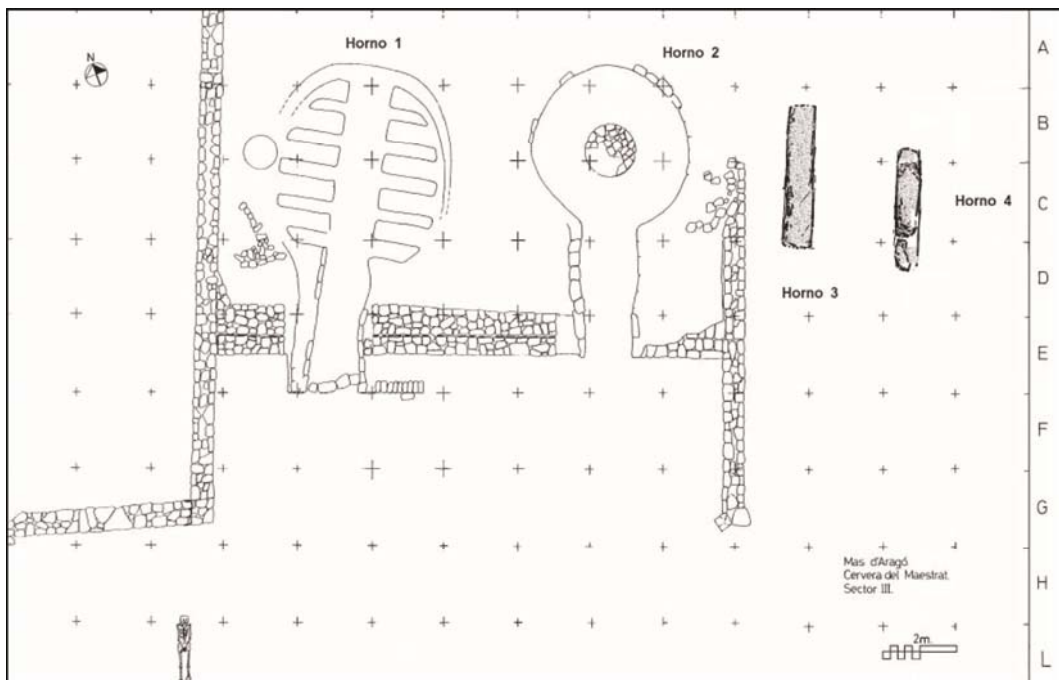 Horno 1
Horno 2
N
A
B
C
Horno 4
D
Horno 3
E
F
G
Mas d'Aragó
Cervera del Maestrat.
Sector III.
H
2m.
L